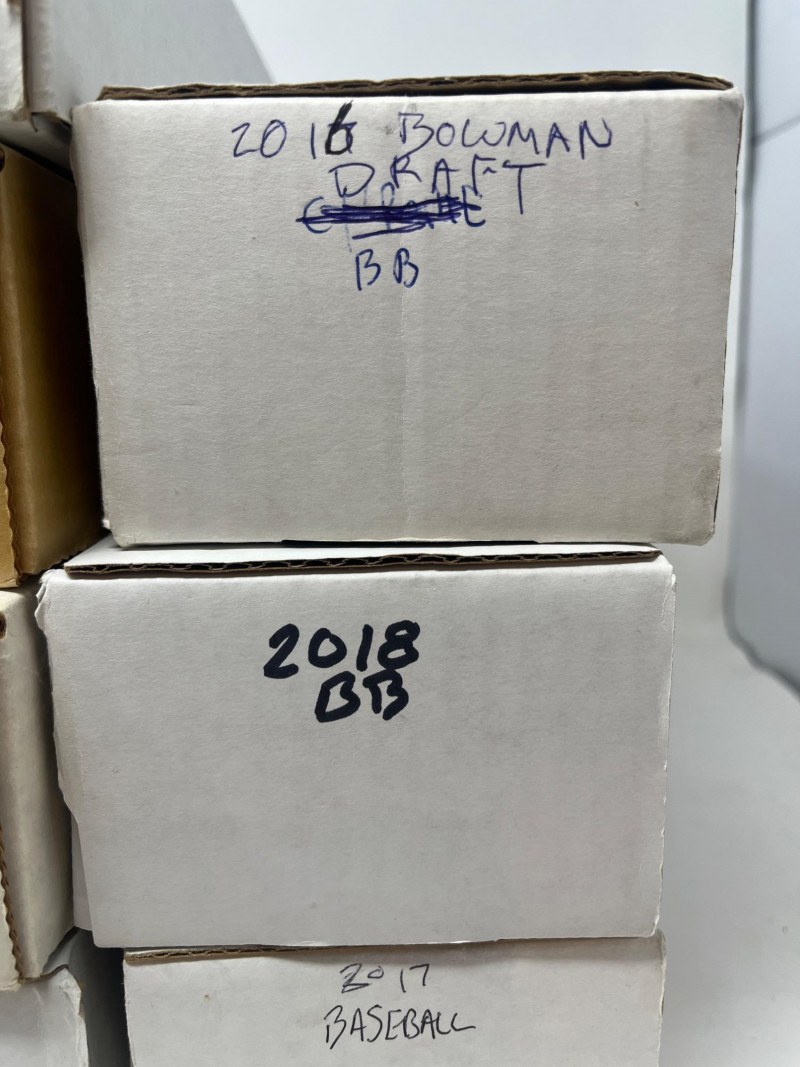 2016 BOWMAN
DRAFT
BB
2018
BB
2017
BASEBALL